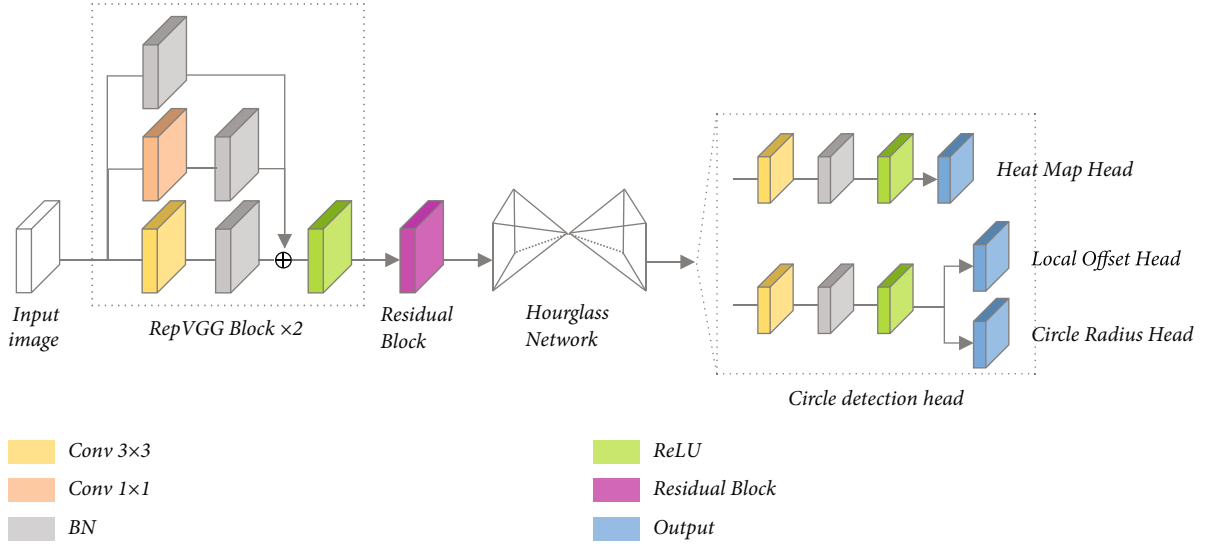 Input
image
RepVGG Block ×2
Residual
Block
Hourglass
Network
Heat Map Head
Local Offset Head
Circle Radius Head
Circle detection head
Conv 3×3
Conv 1×1
BN
ReLU
Residual Block
Output